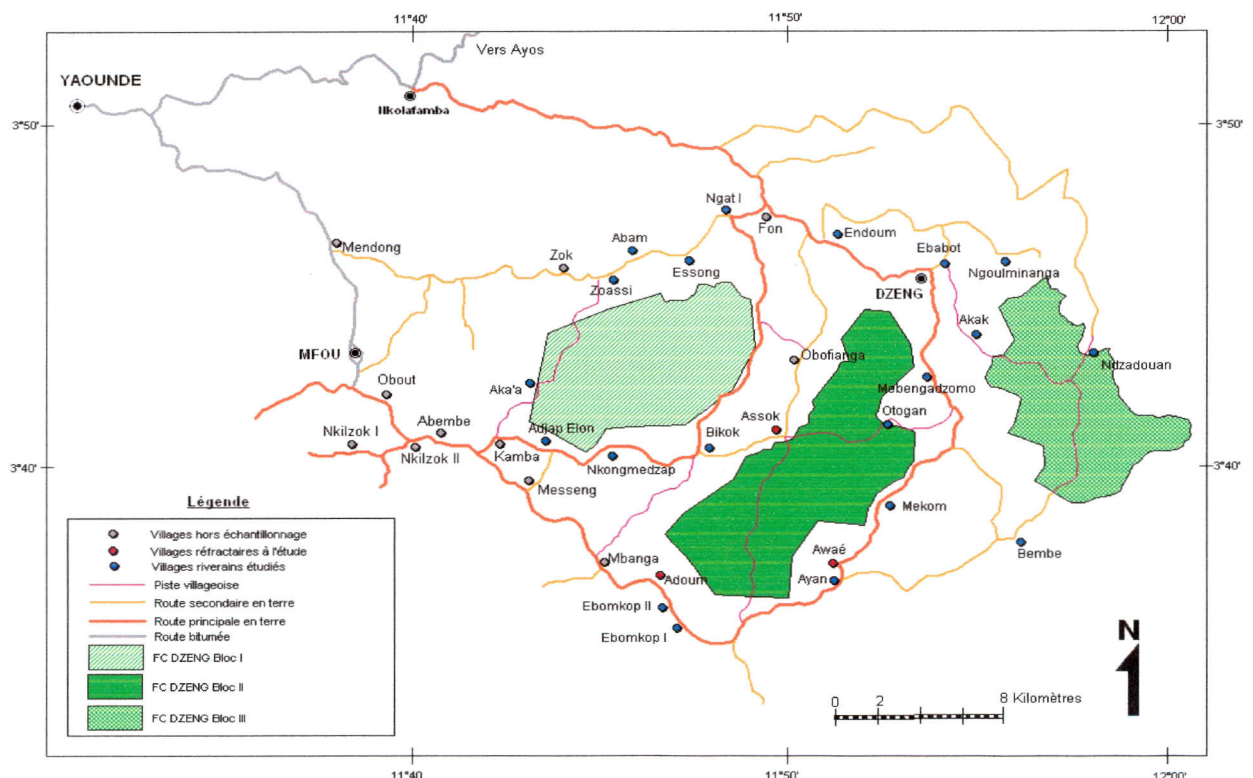 11°40'
11°50'
12°00'
Vers Ayos
YAOUNDE
Nkolafamba
3°50'
3°50'
Ngat I
Fon
Endoum
Mendong
Abam
Zok
Essong
Ebabot
Ngoulminanga
Zoassi
DZENG
Akak
MFOU
Obofianga
Ndzadouan
Mebengadzomo
Aka'a
Obout
Assok
Otogan
Abembe
Adjap Elon
Bikok
Nkilzok I
Nkilzok II
Kamba
Nkongmedzap
3°40'
3°40'
Messeng
Mekom
Bembe
Mbanga
Adoum
Awaé
Ayan
Ebomkop II
Ebomkop I
Légende
Villages hors échantillonnage
Villages réfractaires à l'étude
Villages riverains étudiés
Piste villageoise
Route secondaire en terre
Route principale en terre
Route bitumée
FC DZENG Bloc I
FC DZENG Bloc II
FC DZENG Bloc III
N
0 2 8 Kilomètres
11°40'
11°50'
12°00'